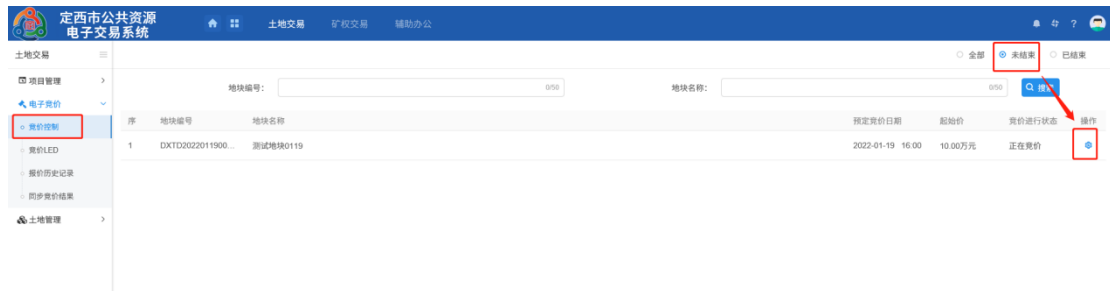 定西市公共资源
电子交易系统
土地交易 矿权交易 辅助办公
土地交易
全部 未结束 已结束
项目管理
地块编号: 0/50 地块名称: 0/50 搜索
电子竞价
竞价控制
序 地块编号 地块名称 预定竞价日期 起始价 竞价进行状态 操作
1 DXTD2022011900... 测试地块0119 2022-01-19 16:00 10.00万元 正在竞价
竞价LED
报价历史记录
同步竞价结果
土地管理